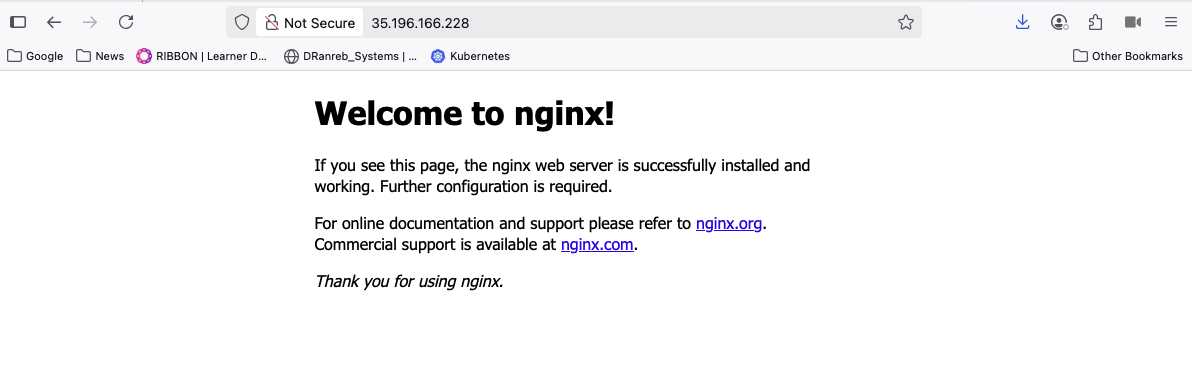 Not Secure 35.196.166.228
Google News RIBBON | Learner D... DRanreb_Systems | ... Kubernetes Other Bookmarks
Welcome to nginx!
If you see this page, the nginx web server is successfully installed and
working. Further configuration is required.
For online documentation and support please refer to nginx.org.
Commercial support is available at nginx.com.
Thank you for using nginx.